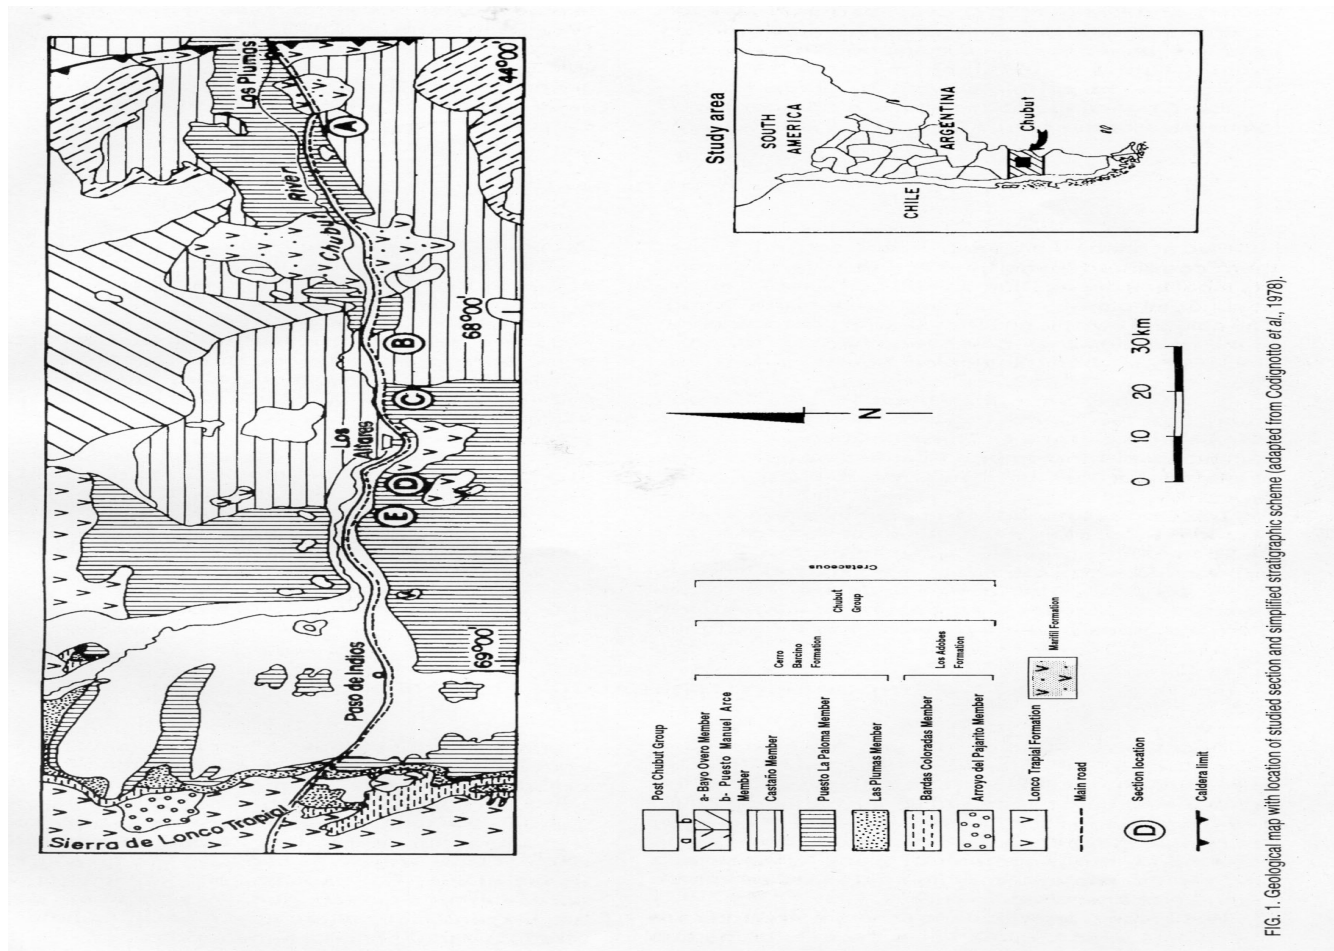 Las Plumas
44°00'
A
River
Chubut
68°00'
B
C
Los
Altares
D
E
69°00'
Paso de Indios
Sierra de Lonco Trapial
Study area
SOUTH
AMERICA
ARGENTINA
Chubut
CHILE
N
0 10 20 30 km
Cretaceous
Chubut
Group
Cerro
Barcino
Formation
Los Adobes
Formation
Post Chubut Group
a- Bayo Overo Member
b- Puesto Manuel Arce
Member
Castaño Member
Puesto La Paloma Member
Las Plumas Member
Bardas Coloradas Member
Arroyo del Pajarito Member
Lonco Trapial Formation
Marifil Formation
Main road
D
Section location
Caldera limit
FIG. 1. Geological map with location of studied section and simplified stratigraphic scheme (adapted from Codignotto et al., 1978).